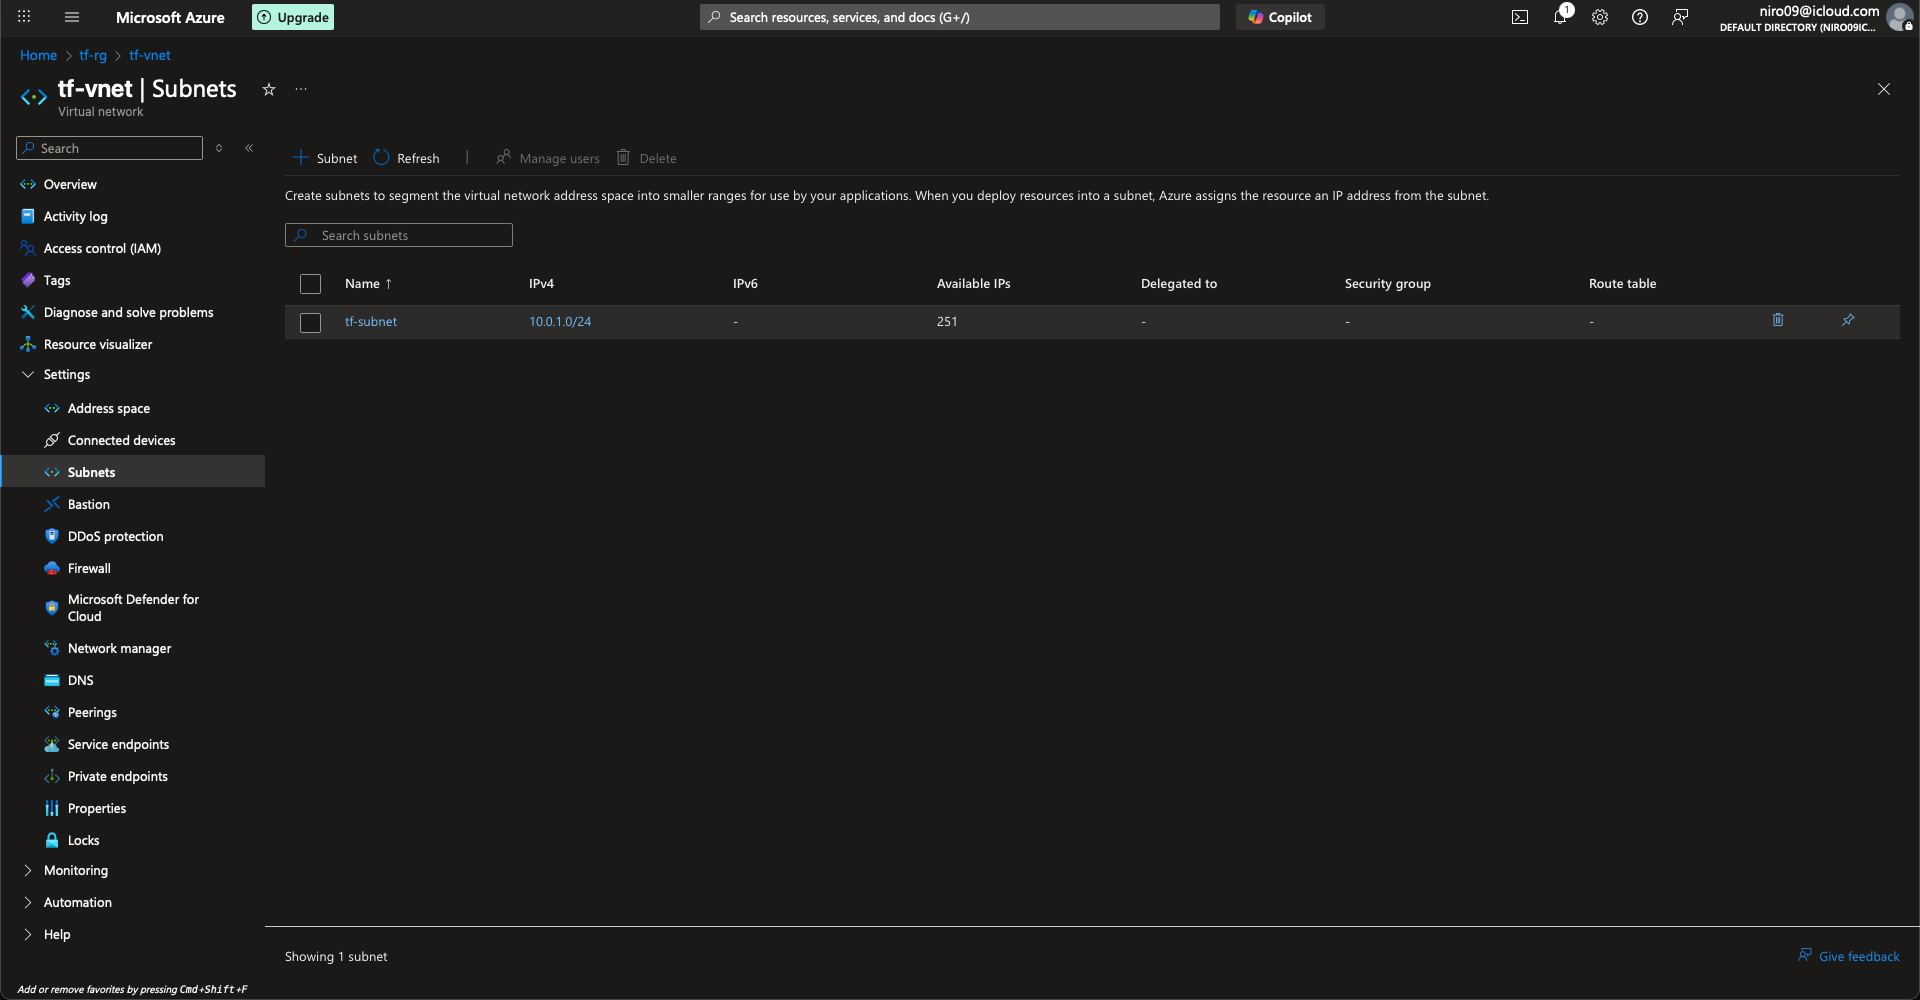 Microsoft Azure
Upgrade
Search resources, services, and docs (G+/)
Copilot
1
niro09@icloud.com
DEFAULT DIRECTORY (NIRO09IC...
Home > tf-rg > tf-vnet
tf-vnet | Subnets
...
Virtual network
Search
Overview
Activity log
Access control (IAM)
Tags
Diagnose and solve problems
Resource visualizer
Settings
Address space
Connected devices
Subnets
Bastion
DDoS protection
Firewall
Microsoft Defender for
Cloud
Network manager
DNS
Peerings
Service endpoints
Private endpoints
Properties
Locks
Monitoring
Automation
Help
Add or remove favorites by pressing Cmd+Shift+F
Subnet Refresh | Manage users Delete
Create subnets to segment the virtual network address space into smaller ranges for use by your applications. When you deploy resources into a subnet, Azure assigns the resource an IP address from the subnet.
Search subnets
Name ↑ IPv4 IPv6 Available IPs Delegated to Security group Route table
tf-subnet 10.0.1.0/24 - 251 - - -
Showing 1 subnet
Give feedback